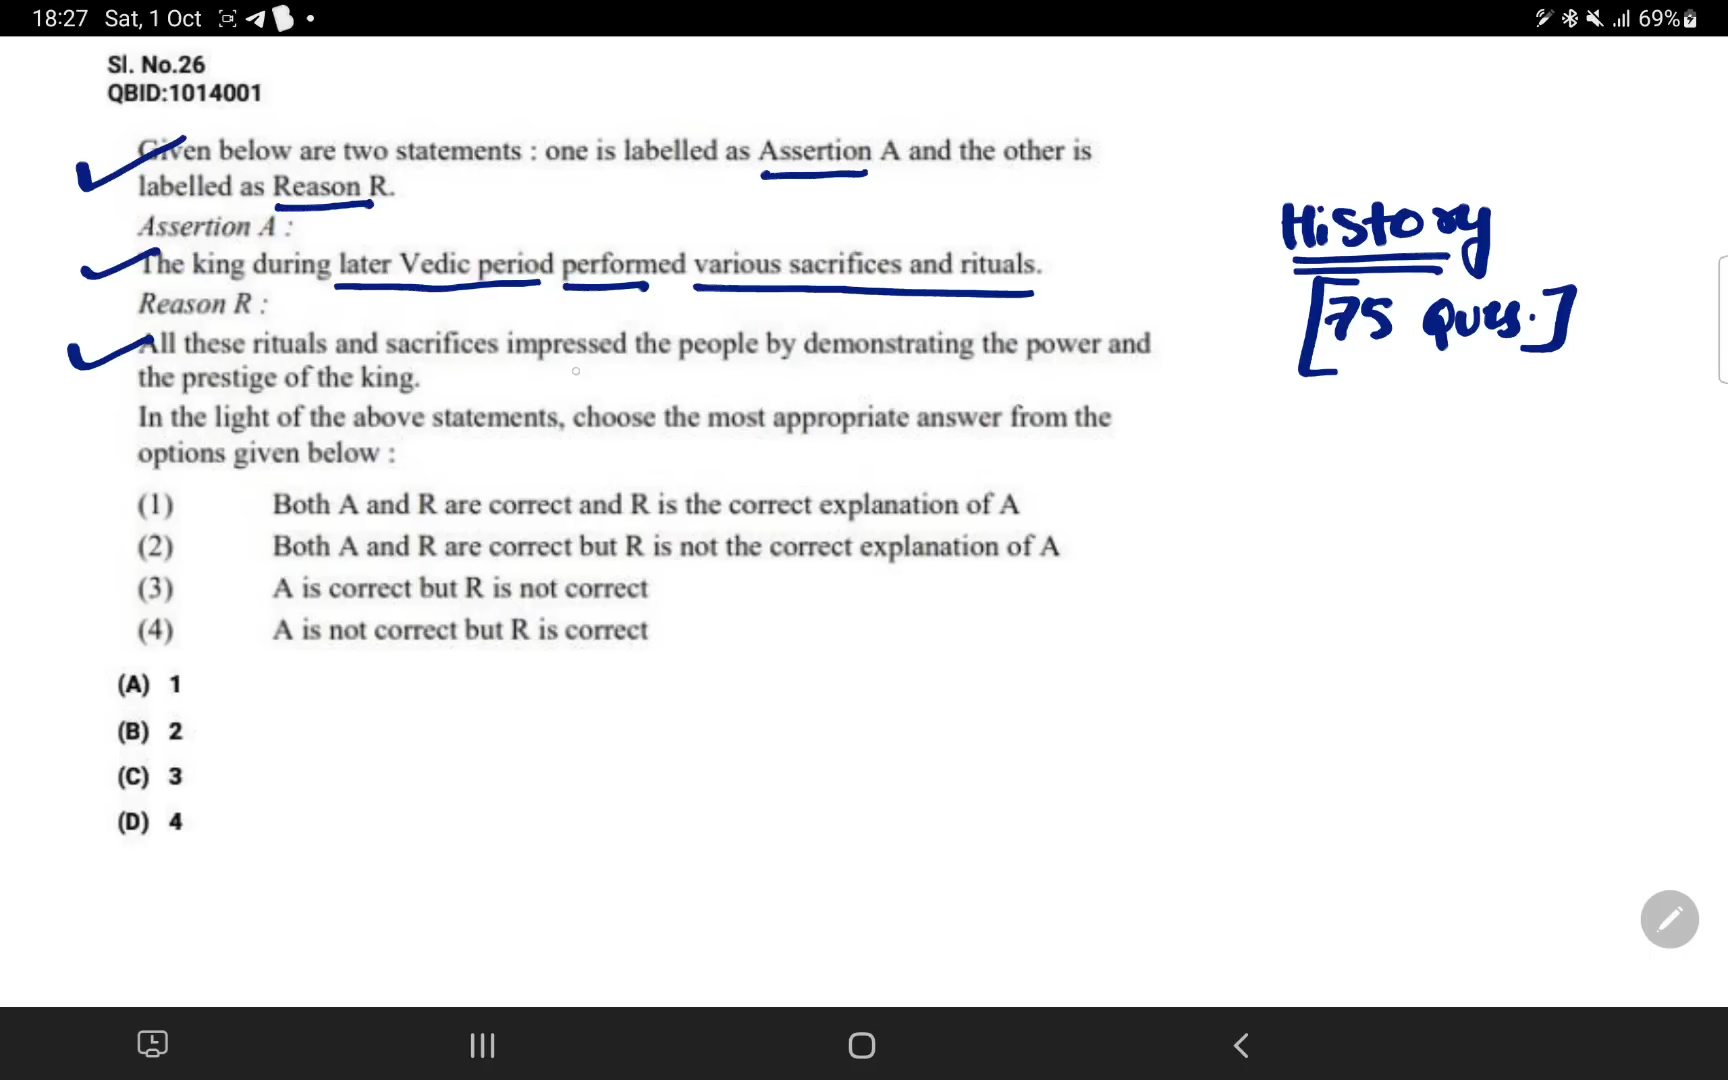 18:27 Sat, 1 Oct
69%
Sl. No.26
QBID:1014001
Given below are two statements : one is labelled as Assertion A and the other is
labelled as Reason R.
Assertion A :
The king during later Vedic period performed various sacrifices and rituals.
Reason R :
All these rituals and sacrifices impressed the people by demonstrating the power and
the prestige of the king.
In the light of the above statements, choose the most appropriate answer from the
options given below :
(1) Both A and R are correct and R is the correct explanation of A
(2) Both A and R are correct but R is not the correct explanation of A
(3) A is correct but R is not correct
(4) A is not correct but R is correct
(A) 1
(B) 2
(C) 3
(D) 4
History
[75 Ques.]